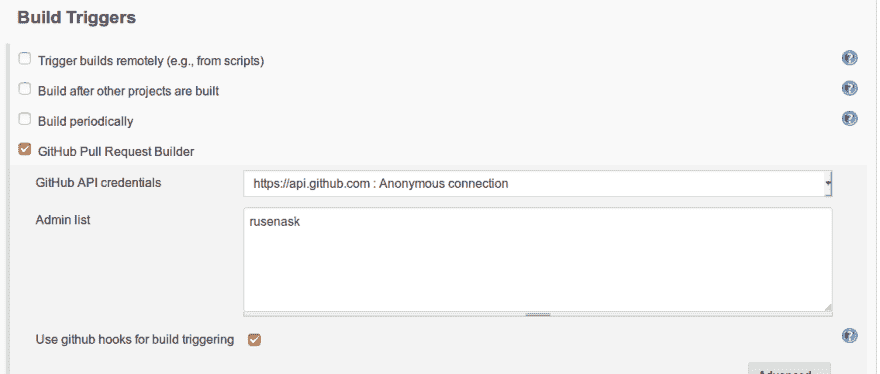 Build Triggers
Trigger builds remotely (e.g., from scripts)
Build after other projects are built
Build periodically
GitHub Pull Request Builder
GitHub API credentials
https://api.github.com : Anonymous connection
Admin list
rusenask
Use github hooks for build triggering
Advanced...